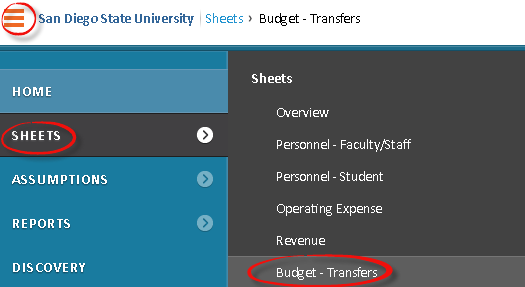 San Diego State University | Sheets › Budget - Transfers
HOME
SHEETS
ASSUMPTIONS
REPORTS
DISCOVERY
Sheets
Overview
Personnel - Faculty/Staff
Personnel - Student
Operating Expense
Revenue
Budget - Transfers